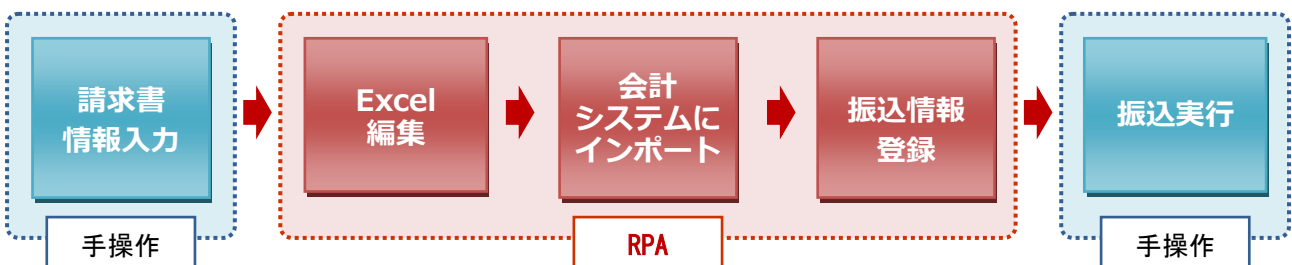 請求書
情報入力
Excel
編集
会計
システムに
インポート
振込情報
登録
振込実行
手操作
RPA
手操作